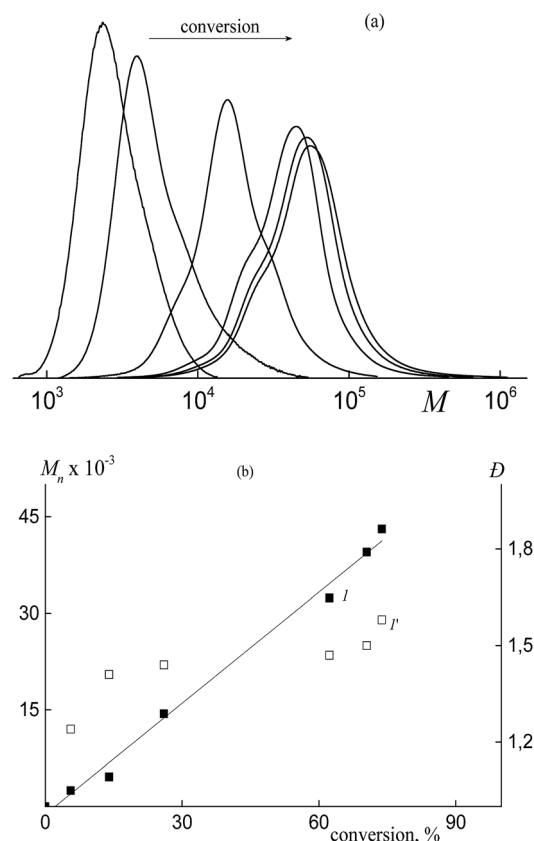 (a)
conversion
10³ 10⁴ 10⁵ M 10⁶
Mₙ x 10⁻³ (b) Đ
45
1,8
30
1
1'
1,5
15
1,2
0 30 60 90
conversion, %